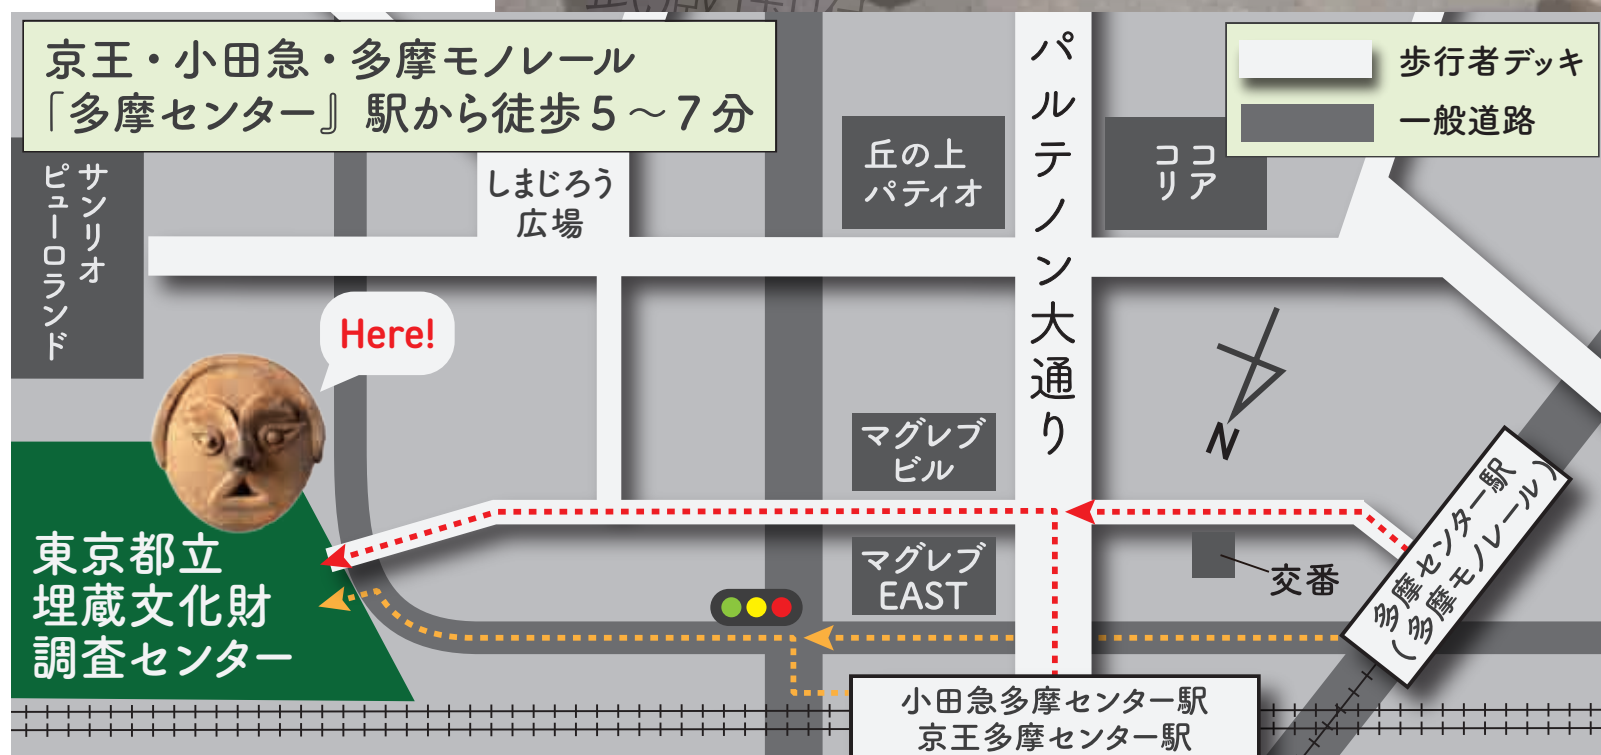 京王・小田急・多摩モノレール
「多摩センター』駅から徒歩5～7分
歩行者デッキ
一般道路
サンリオ
ピューロランド
しまじろう
広場
丘の上
パティオ
パルテノン大通り
ココ
リア
Here!
マグレブ
ビル
N
東京都立
埋蔵文化財
調査センター
マグレブ
EAST
交番
多摩センター駅
(多摩モノレール)
小田急多摩センター駅
京王多摩センター駅